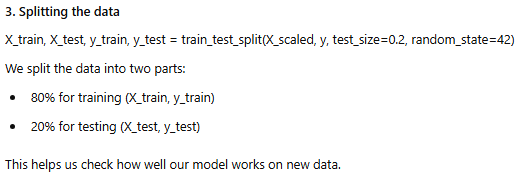 3. Splitting the data
X_train, X_test, y_train, y_test = train_test_split(X_scaled, y, test_size=0.2, random_state=42)
We split the data into two parts:
• 80% for training (X_train, y_train)
• 20% for testing (X_test, y_test)
This helps us check how well our model works on new data.